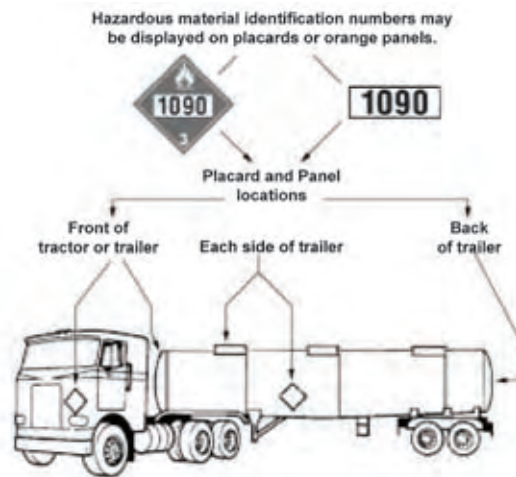 Hazardous material identification numbers may
be displayed on placards or orange panels.
1090
3
1090
Placard and Panel
locations
Front of
tractor or trailer
Each side of trailer
Back
of trailer